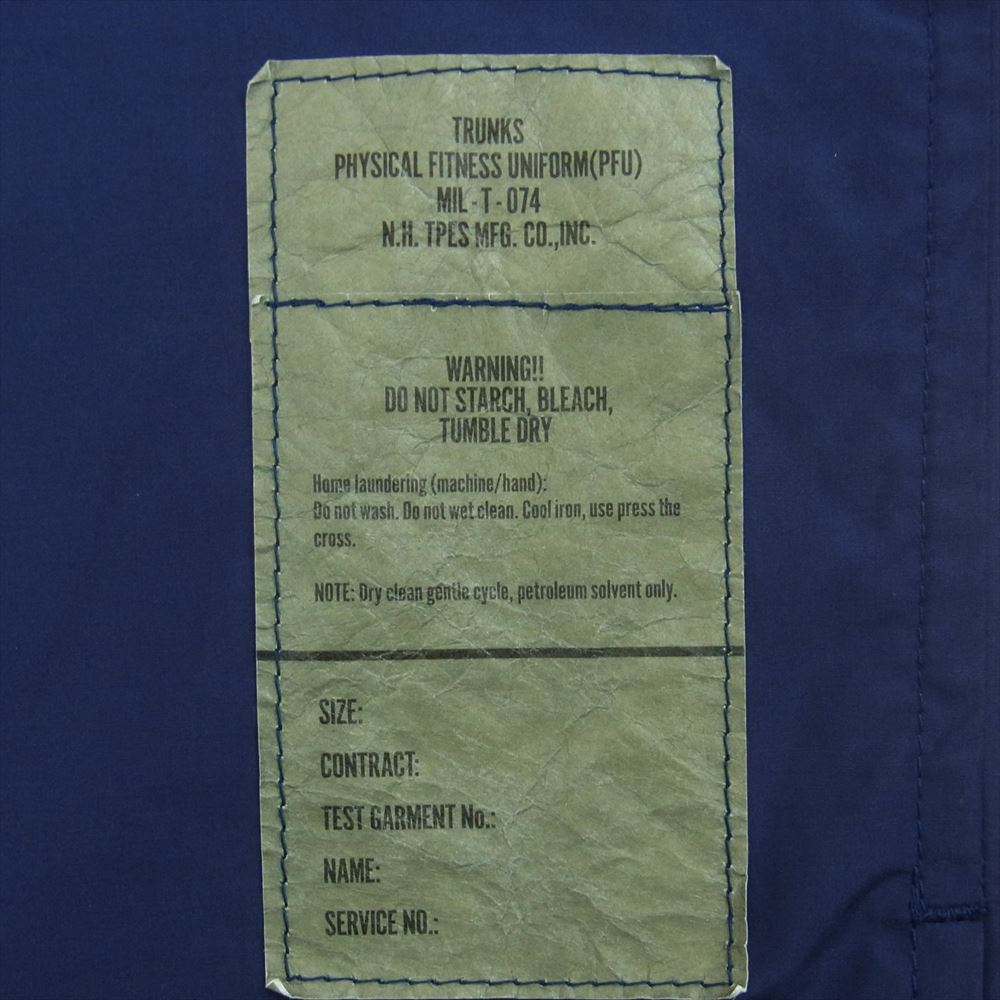 TRUNKS
PHYSICAL FITNESS UNIFORM(PFU)
MIL-T-074
N.H. TPES MFG. CO.,INC.
WARNING!!
DO NOT STARCH, BLEACH,
TUMBLE DRY
Home laundering (machine/hand):
Do not wash. Do not wet clean. Cool iron, use press the
cross.
NOTE: Dry clean gentle cycle, petroleum solvent only.
SIZE:
CONTRACT:
TEST GARMENT No.:
NAME:
SERVICE NO.: